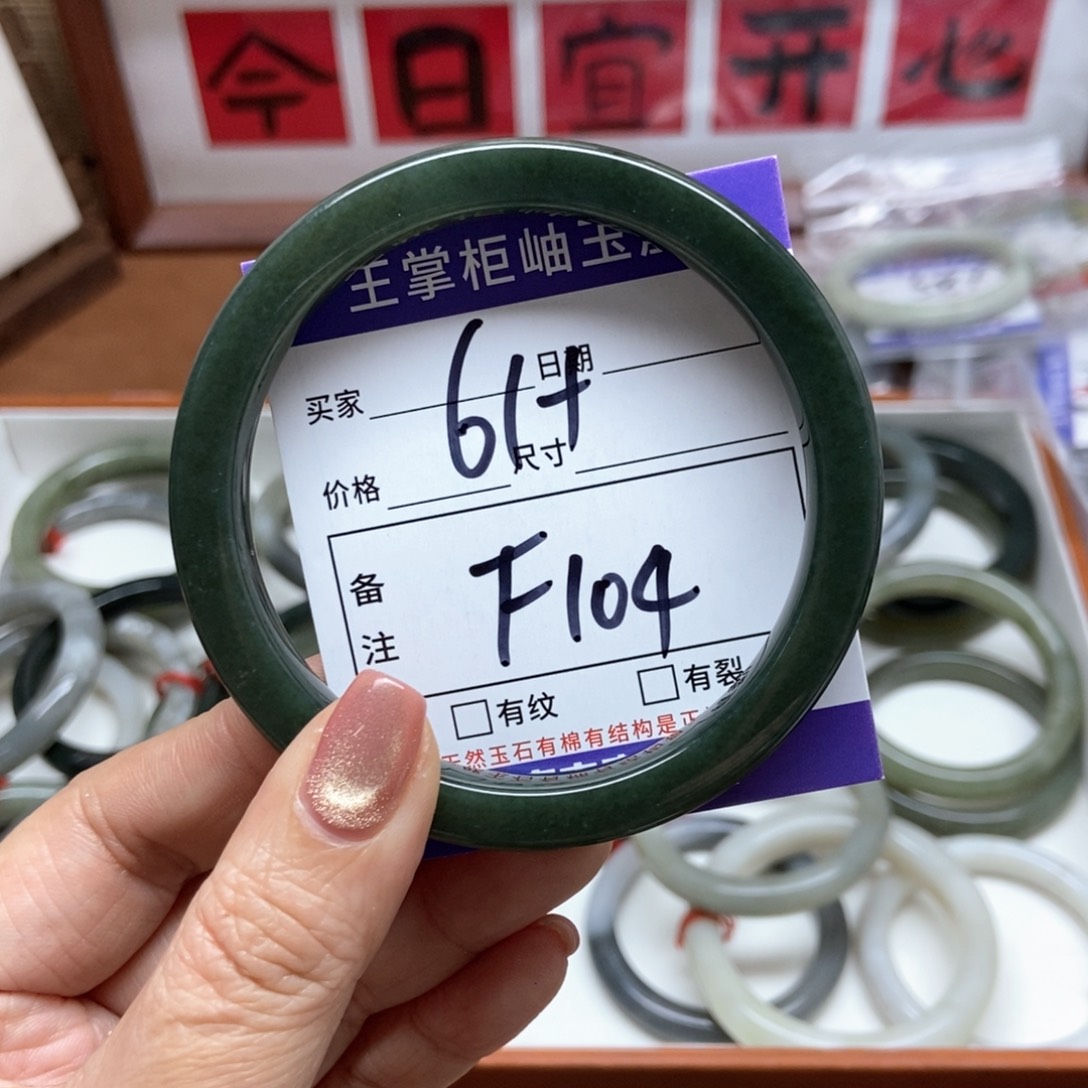 今日宜开心
王掌柜岫玉
61+
买家 日期
价格 尺寸
备注
F104
□有纹 □有裂
天然玉石有棉有结构是正